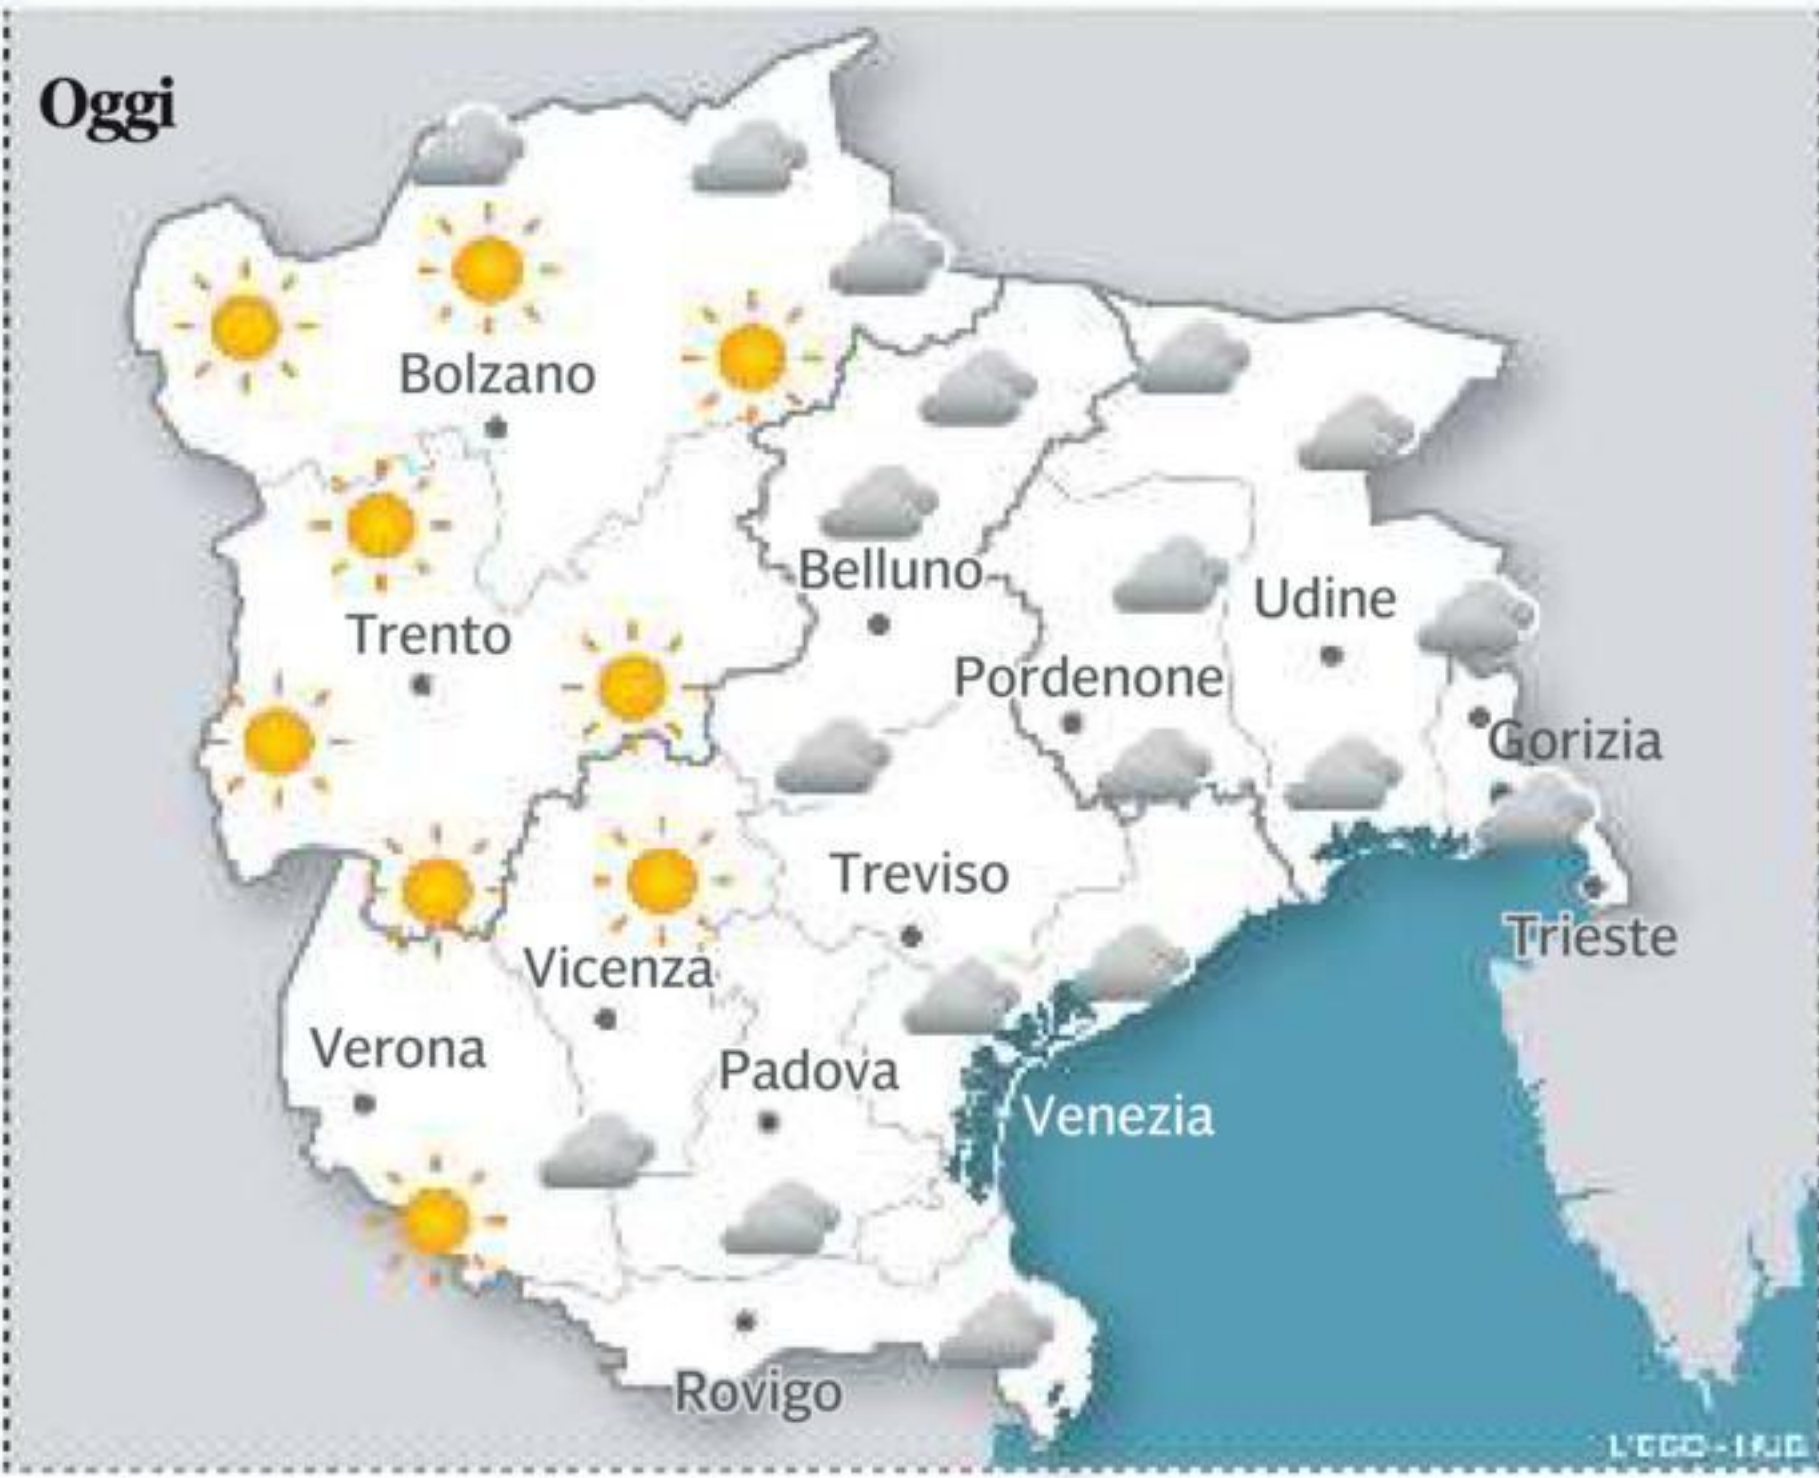 Oggi
Bolzano
Belluno
Udine
Trento
Pordenone
Gorizia
Treviso
Trieste
Vicenza
Verona
Padova
Venezia
Rovigo